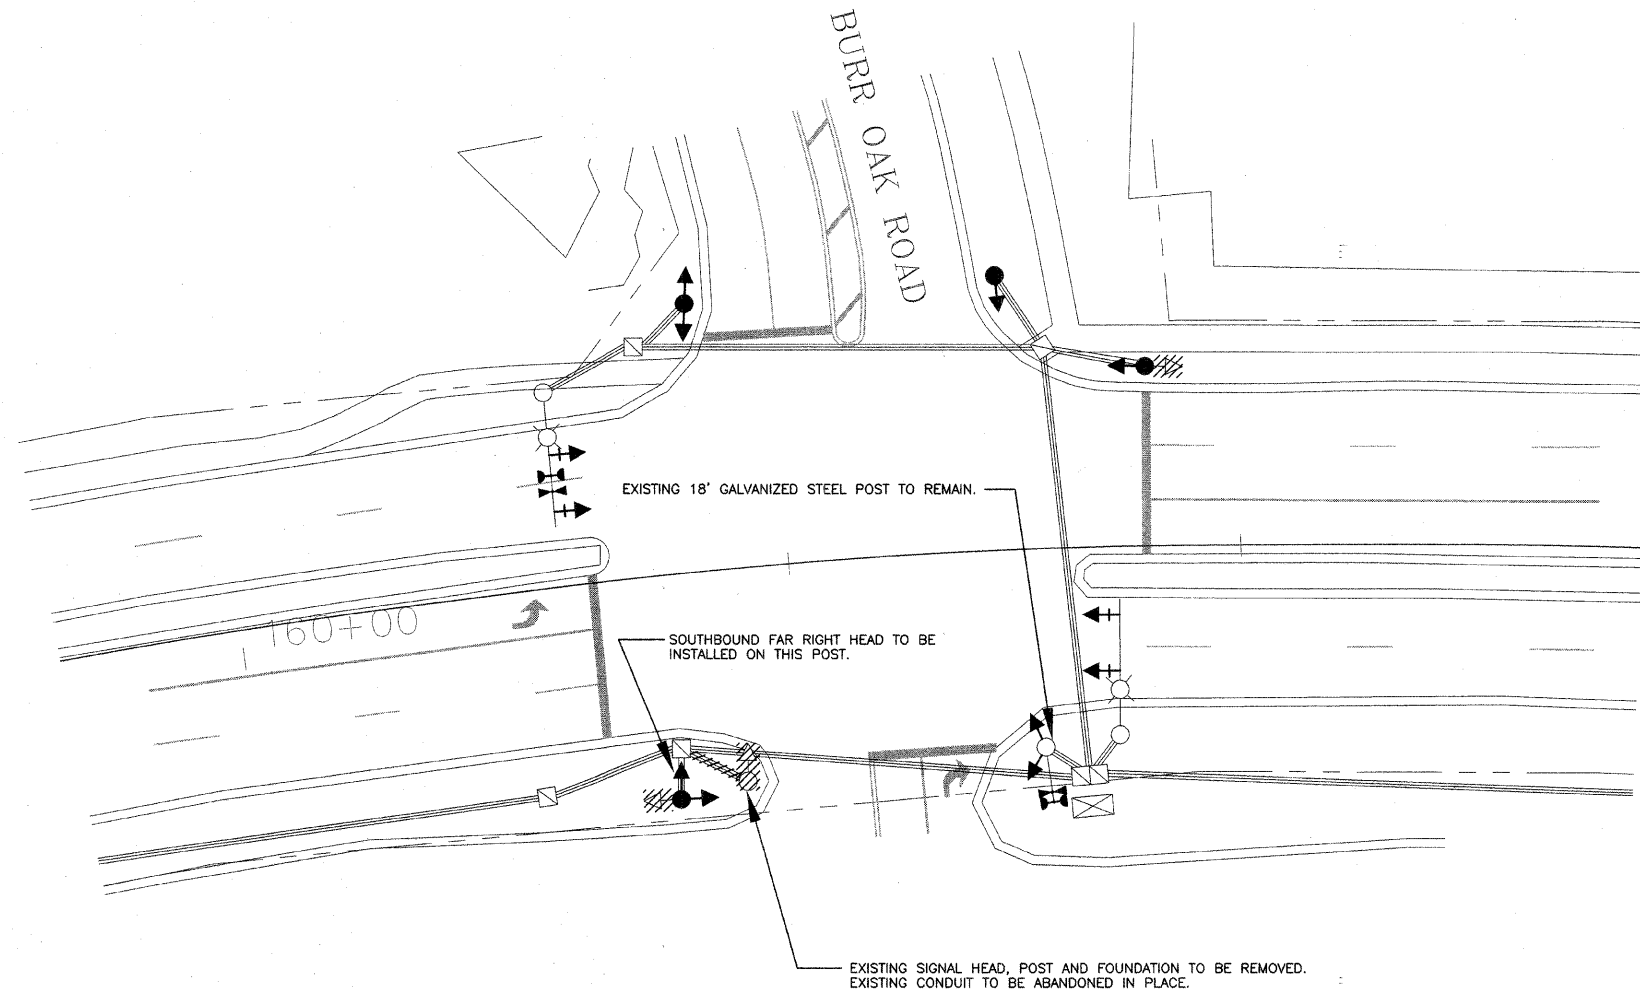 BURR OAK ROAD
EXISTING 18' GALVANIZED STEEL POST TO REMAIN.
160+00
SOUTHBOUND FAR RIGHT HEAD TO BE
INSTALLED ON THIS POST.
EXISTING SIGNAL HEAD, POST AND FOUNDATION TO BE REMOVED.
EXISTING CONDUIT TO BE ABANDONED IN PLACE.